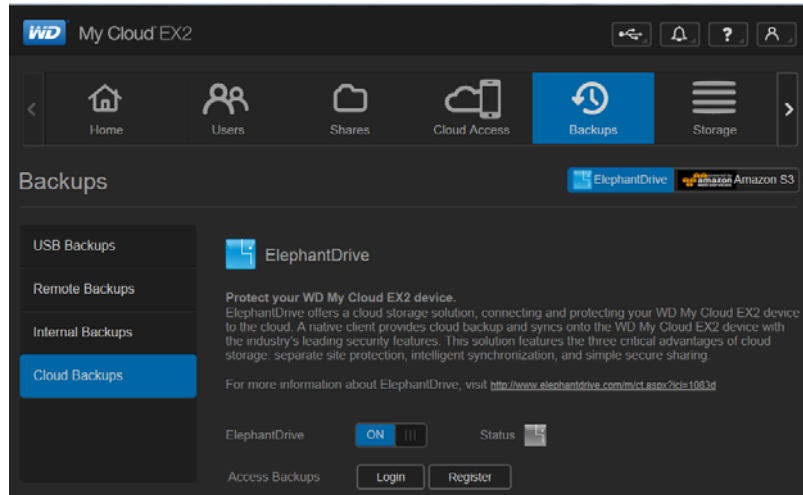 WD My Cloud EX2
?
Home
Users
Shares
Cloud Access
Backups
Storage
Backups
ElephantDrive
amazon Amazon S3
USB Backups
Remote Backups
Internal Backups
Cloud Backups
ElephantDrive
Protect your WD My Cloud EX2 device.
ElephantDrive offers a cloud storage solution, connecting and protecting your WD My Cloud EX2 device
to the cloud. A native client provides cloud backup and syncs onto the WD My Cloud EX2 device with
the industry's leading security features. This solution features the three critical advantages of cloud
storage: separate site protection, intelligent synchronization, and simple secure sharing.
For more information about ElephantDrive, visit http://www.elephantdrive.com/m/ct.aspx?ici=1083d
ElephantDrive ON Status
Access Backups Login Register